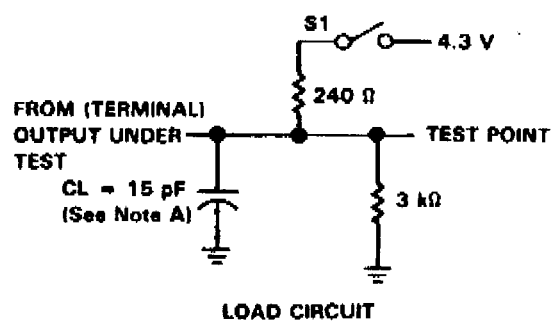 S1
4.3 V
240 Ω
FROM (TERMINAL)
OUTPUT UNDER
TEST
TEST POINT
CL = 15 pF
(See Note A)
3 kΩ
LOAD CIRCUIT